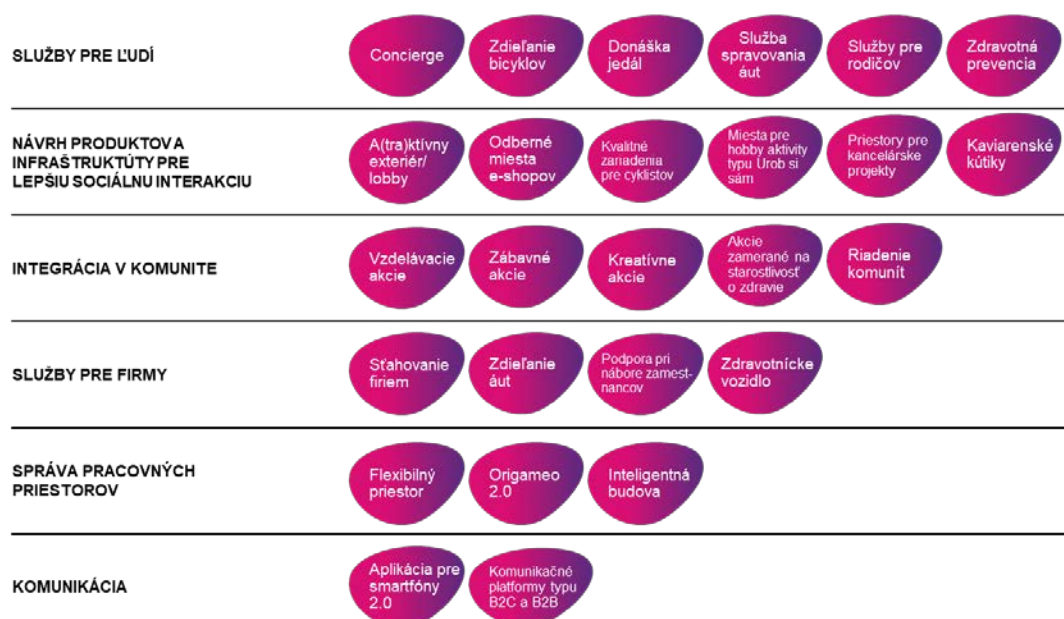 SLUŽBY PRE ĽUDÍ
Concierge
Zdieľanie
bicyklov
Donáška
jedál
Služba
spravovania
áut
Služby pre
rodičov
Zdravotná
prevencia
NÁVRH PRODUKTOV A
INFRAŠTRUKTÚTY PRE
LEPŠIU SOCIÁLNU INTERAKCIU
A(tra)ktívny
exteriér/
lobby
Odberné
miesta
e-shopov
Kvalitné
zariadenia
pre cyklistov
Miesta pre
hobby aktivity
typu Urob si
sám
Priestory pre
kancelárske
projekty
Kaviarenské
kútiky
INTEGRÁCIA V KOMUNITE
Vzdelávacie
akcie
Zábavné
akcie
Kreatívne
akcie
Akcie
zamerané na
starostlivosť
o zdravie
Riadenie
komunít
SLUŽBY PRE FIRMY
Sťahovanie
firiem
Zdieľanie
áut
Podpora pri
nábore zamest-
nancov
Zdravotnícke
vozidlo
SPRÁVA PRACOVNÝCH
PRIESTOROV
Flexibilný
priestor
Origameo
2.0
Inteligentná
budova
KOMUNIKÁCIA
Aplikácia pre
smartfóny
2.0
Komunikačné
platformy typu
B2C a B2B